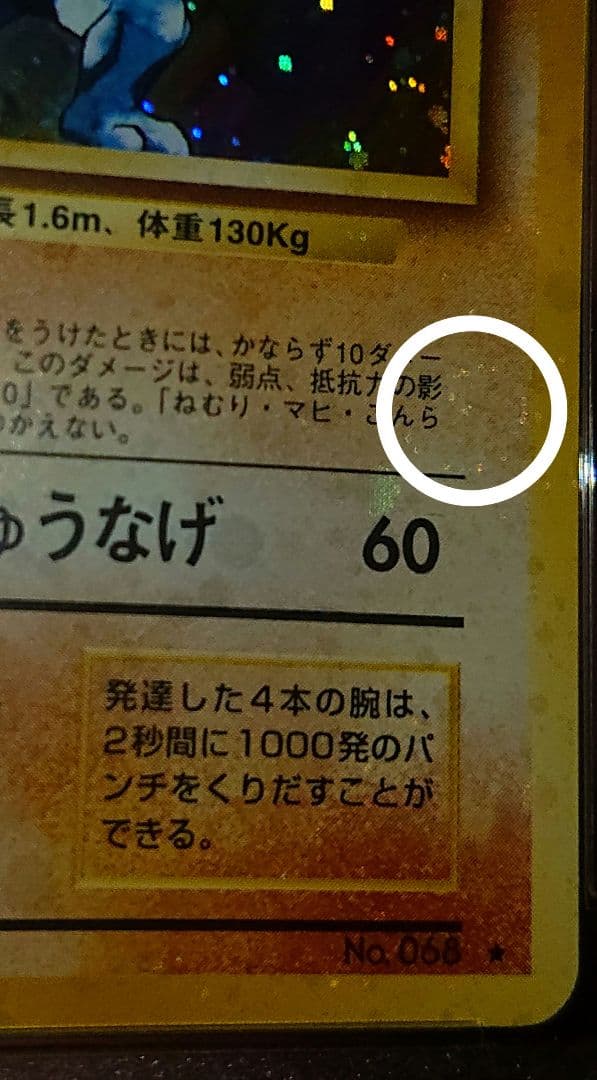 長1.6m、体重130Kg
をうけたときには、かならず10ダメー
このダメージは、弱点、抵抗力の影
0」である。「ねむり・マヒ・こんら
つかえない。
ゅうなげ 60
発達した4本の腕は、
2秒間に1000発のパ
ンチをくりだすことが
できる。
No. 068 ★